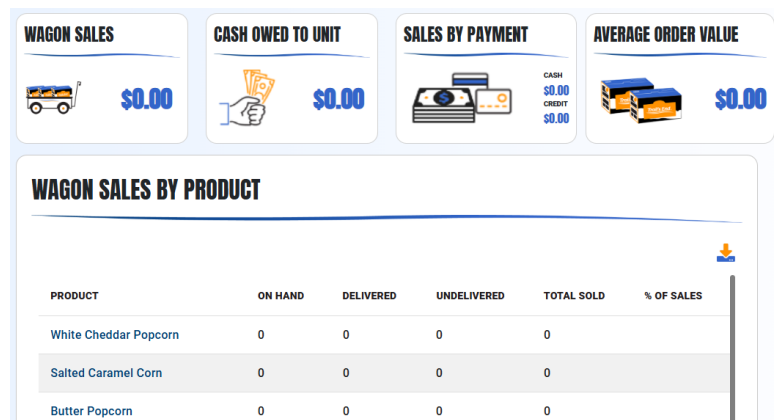 WAGON SALES
$0.00
CASH OWED TO UNIT
$0.00
SALES BY PAYMENT
CASH
$0.00
CREDIT
$0.00
AVERAGE ORDER VALUE
$0.00
WAGON SALES BY PRODUCT
PRODUCT ON HAND DELIVERED UNDELIVERED TOTAL SOLD % OF SALES
White Cheddar Popcorn 0 0 0 0
Salted Caramel Corn 0 0 0 0
Butter Popcorn 0 0 0 0